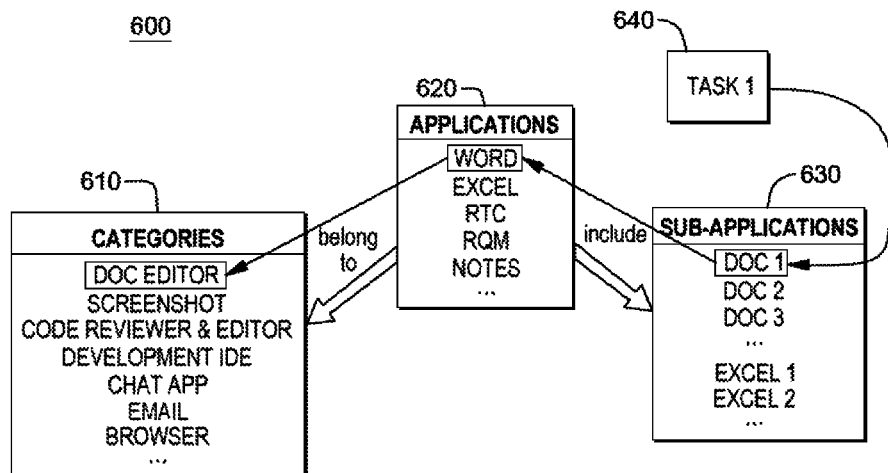 600
640
TASK 1
620
APPLICATIONS
WORD
EXCEL
RTC
RQM
NOTES
...
610
CATEGORIES
DOC EDITOR
SCREENSHOT
CODE REVIEWER & EDITOR
DEVELOPMENT IDE
CHAT APP
EMAIL
BROWSER
...
belong
to
include
630
SUB-APPLICATIONS
DOC 1
DOC 2
DOC 3
...
EXCEL 1
EXCEL 2
...